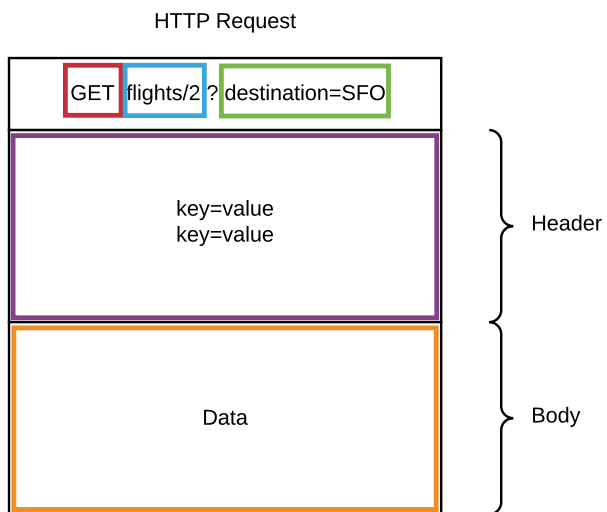 HTTP Request
GET flights/2 ? destination=SFO
key=value
key=value
Header
Data
Body